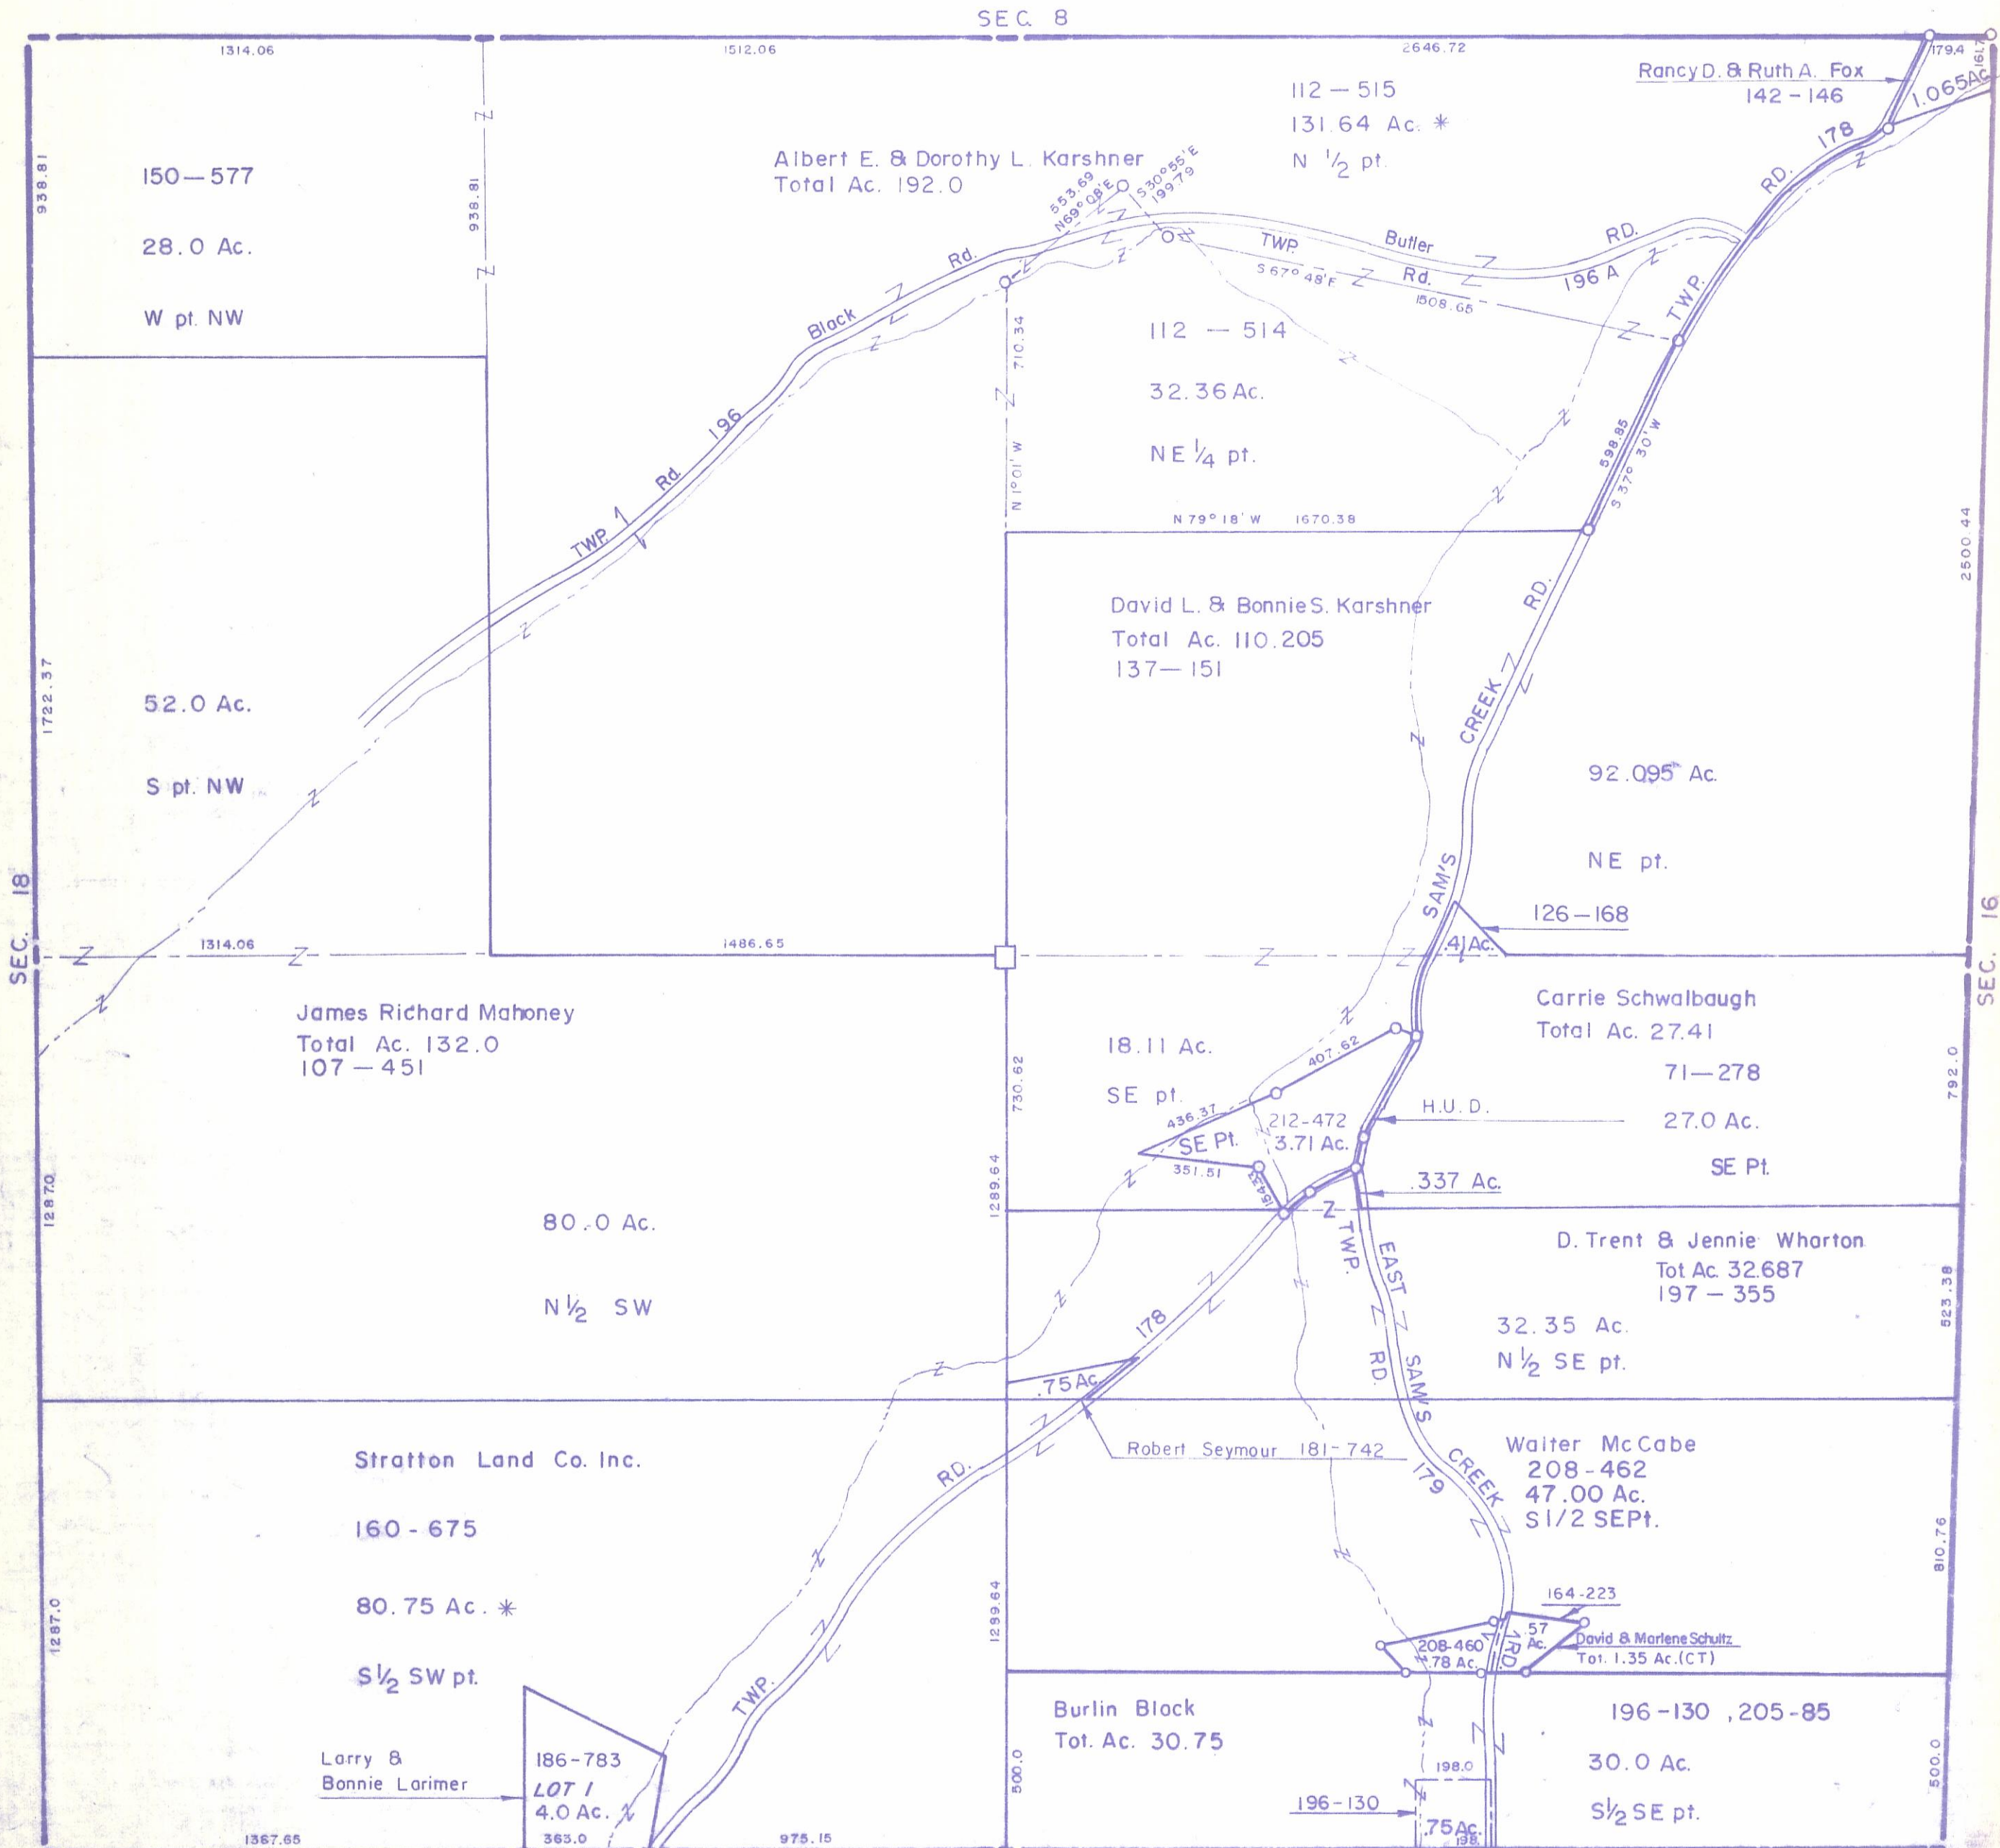 SEC. 8
1314.06
1512.06
2646.72
179.4
161.7
Rancy D. & Ruth A. Fox
142-146
1.065 Ac.
112-515
131.64 Ac. *
N 1/2 pt.
938.81
150-577
28.0 Ac.
W pt. NW
938.81
Albert E. & Dorothy L. Karshner
Total Ac. 192.0
553.69
N69°08'E
S30°55'E
199.79
RD. 178
TWP.
Butler
RD.
TWP.
Rd.
196 A
S 67° 48' E
1508.65
Black
Rd.
TWP. Rd. 196
710.34
N 1° 01' W
112-514
32.36 Ac.
NE 1/4 pt.
598.85
S 37° 30' W
N 79° 18' W 1670.38
2500.44
David L. & Bonnie S. Karshner
Total Ac. 110.205
137-151
SAM'S CREEK RD.
1722.37
52.0 Ac.
S pt. NW
92.095 Ac.
NE pt.
126-168
.41 Ac.
SEC. 18
SEC. 16
1314.06
1486.65
James Richard Mahoney
Total Ac. 132.0
107-451
Carrie Schwalbaugh
Total Ac. 27.41
71-278
27.0 Ac.
SE Pt.
792.0
18.11 Ac.
SE pt.
730.62
407.62
436.37
SE Pt.
351.51
212-472
3.71 Ac.
H.U.D.
.337 Ac.
1287.0
1289.64
80.0 Ac.
N 1/2 SW
D. Trent & Jennie Wharton
Tot Ac. 32.687
197-355
32.35 Ac.
N 1/2 SE pt.
523.38
TWP.
RD.
EAST SAM'S CREEK
179
RD.
178
.75 Ac.
Robert Seymour 181-742
Stratton Land Co. Inc.
160-675
80.75 Ac. *
S 1/2 SW pt.
Walter McCabe
208-462
47.00 Ac.
S1/2 SEPt.
810.76
1287.0
1289.64
TWP. RD.
164-223
.57
Ac.
208-460
.78 Ac.
David & Marlene Schultz
Tot. 1.35 Ac. (CT)
Larry &
Bonnie Larimer
186-783
LOT 1
4.0 Ac.
Burlin Block
Tot. Ac. 30.75
196-130, 205-85
30.0 Ac.
S1/2 SE pt.
500.0
500.0
198.0
196-130
.75 Ac.
198.
1367.65
363.0
975.15